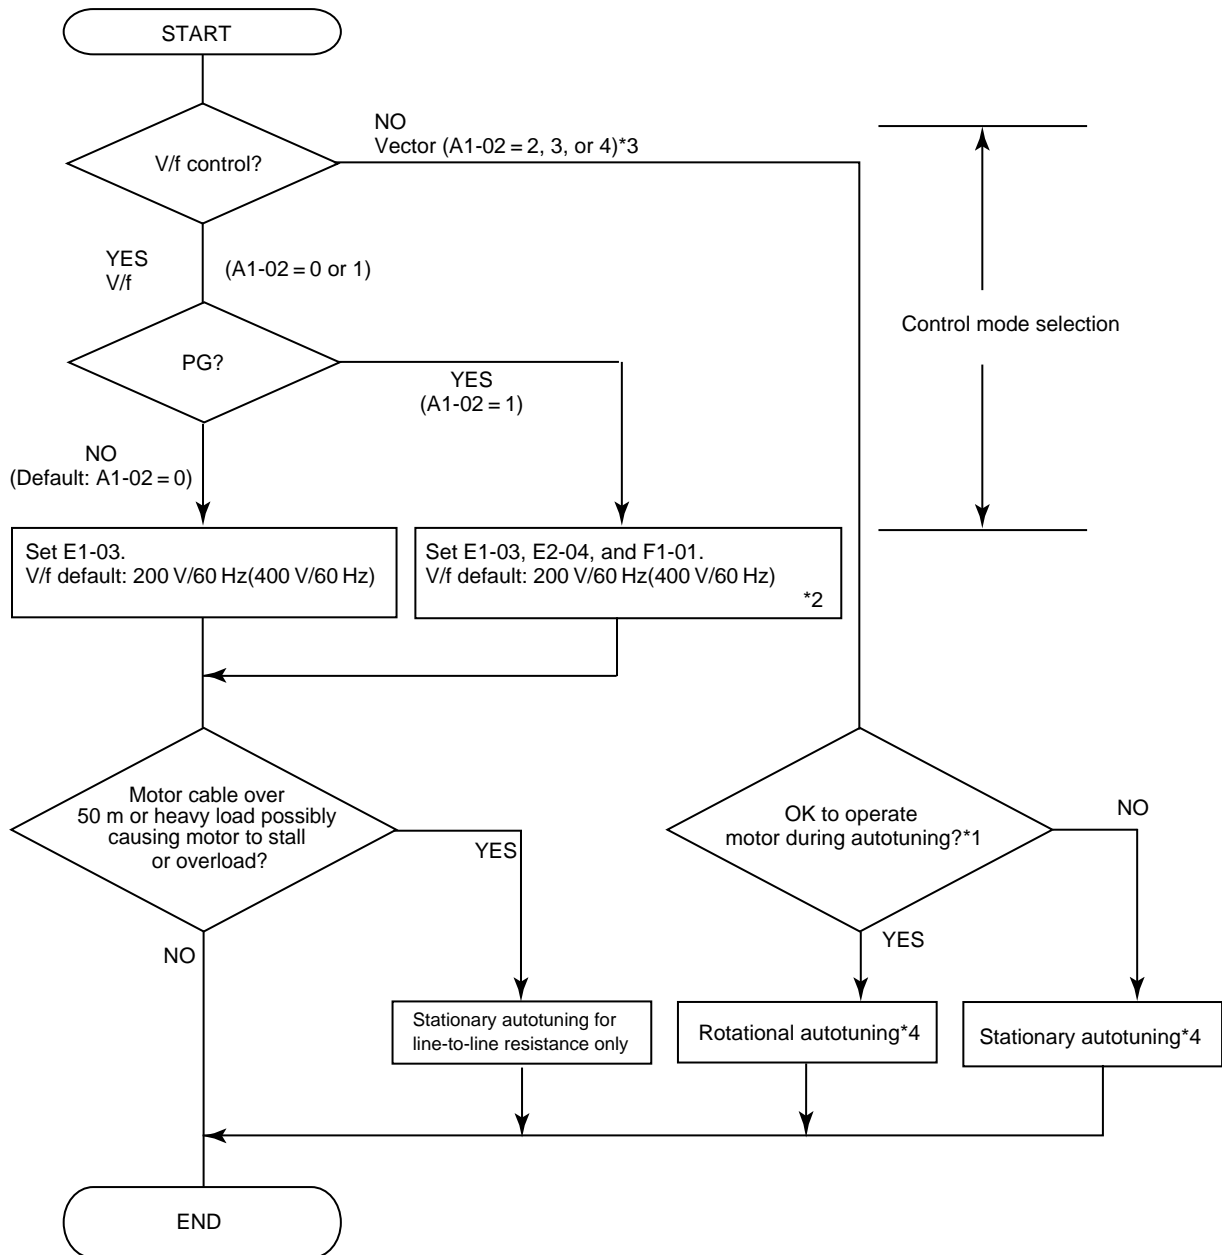 START
NO
Vector (A1-02 = 2, 3, or 4)*3
V/f control?
YES
V/f
(A1-02 = 0 or 1)
Control mode selection
PG?
YES
(A1-02 = 1)
NO
(Default: A1-02 = 0)
Set E1-03.
V/f default: 200 V/60 Hz(400 V/60 Hz)
Set E1-03, E2-04, and F1-01.
V/f default: 200 V/60 Hz(400 V/60 Hz)
*2
Motor cable over
50 m or heavy load possibly
causing motor to stall
or overload?
YES
NO
OK to operate
motor during autotuning?*1
NO
YES
Stationary autotuning for
line-to-line resistance only
Rotational autotuning*4
Stationary autotuning*4
END